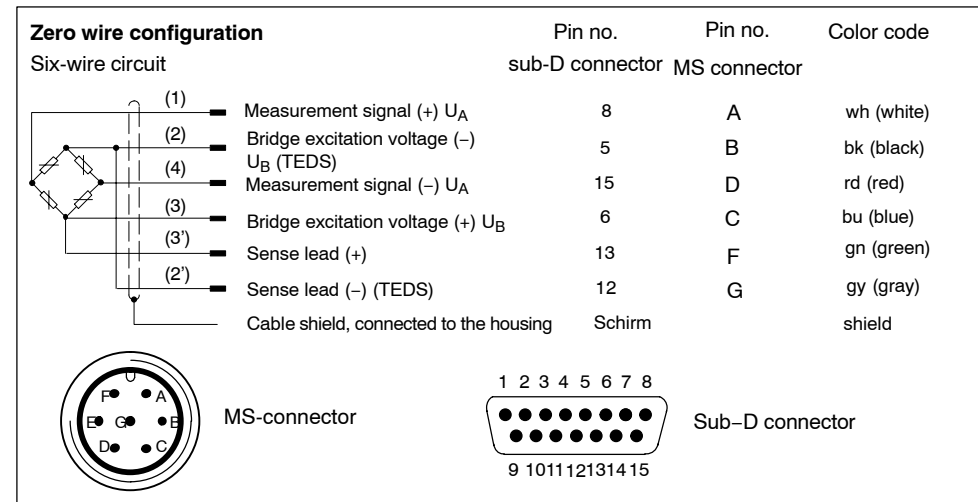 Zero wire configuration Pin no. Pin no. Color code
Six-wire circuit sub-D connector MS connector
(1) Measurement signal (+) UA 8 A wh (white)
(2) Bridge excitation voltage (−)
UB (TEDS) 5 B bk (black)
(4) Measurement signal (−) UA 15 D rd (red)
(3) Bridge excitation voltage (+) UB 6 C bu (blue)
(3') Sense lead (+) 13 F gn (green)
(2') Sense lead (−) (TEDS) 12 G gy (gray)
Cable shield, connected to the housing Schirm shield
F A
E G B
D C
MS-connector
1 2 3 4 5 6 7 8
Sub−D connector
9 10 11 12 13 14 15